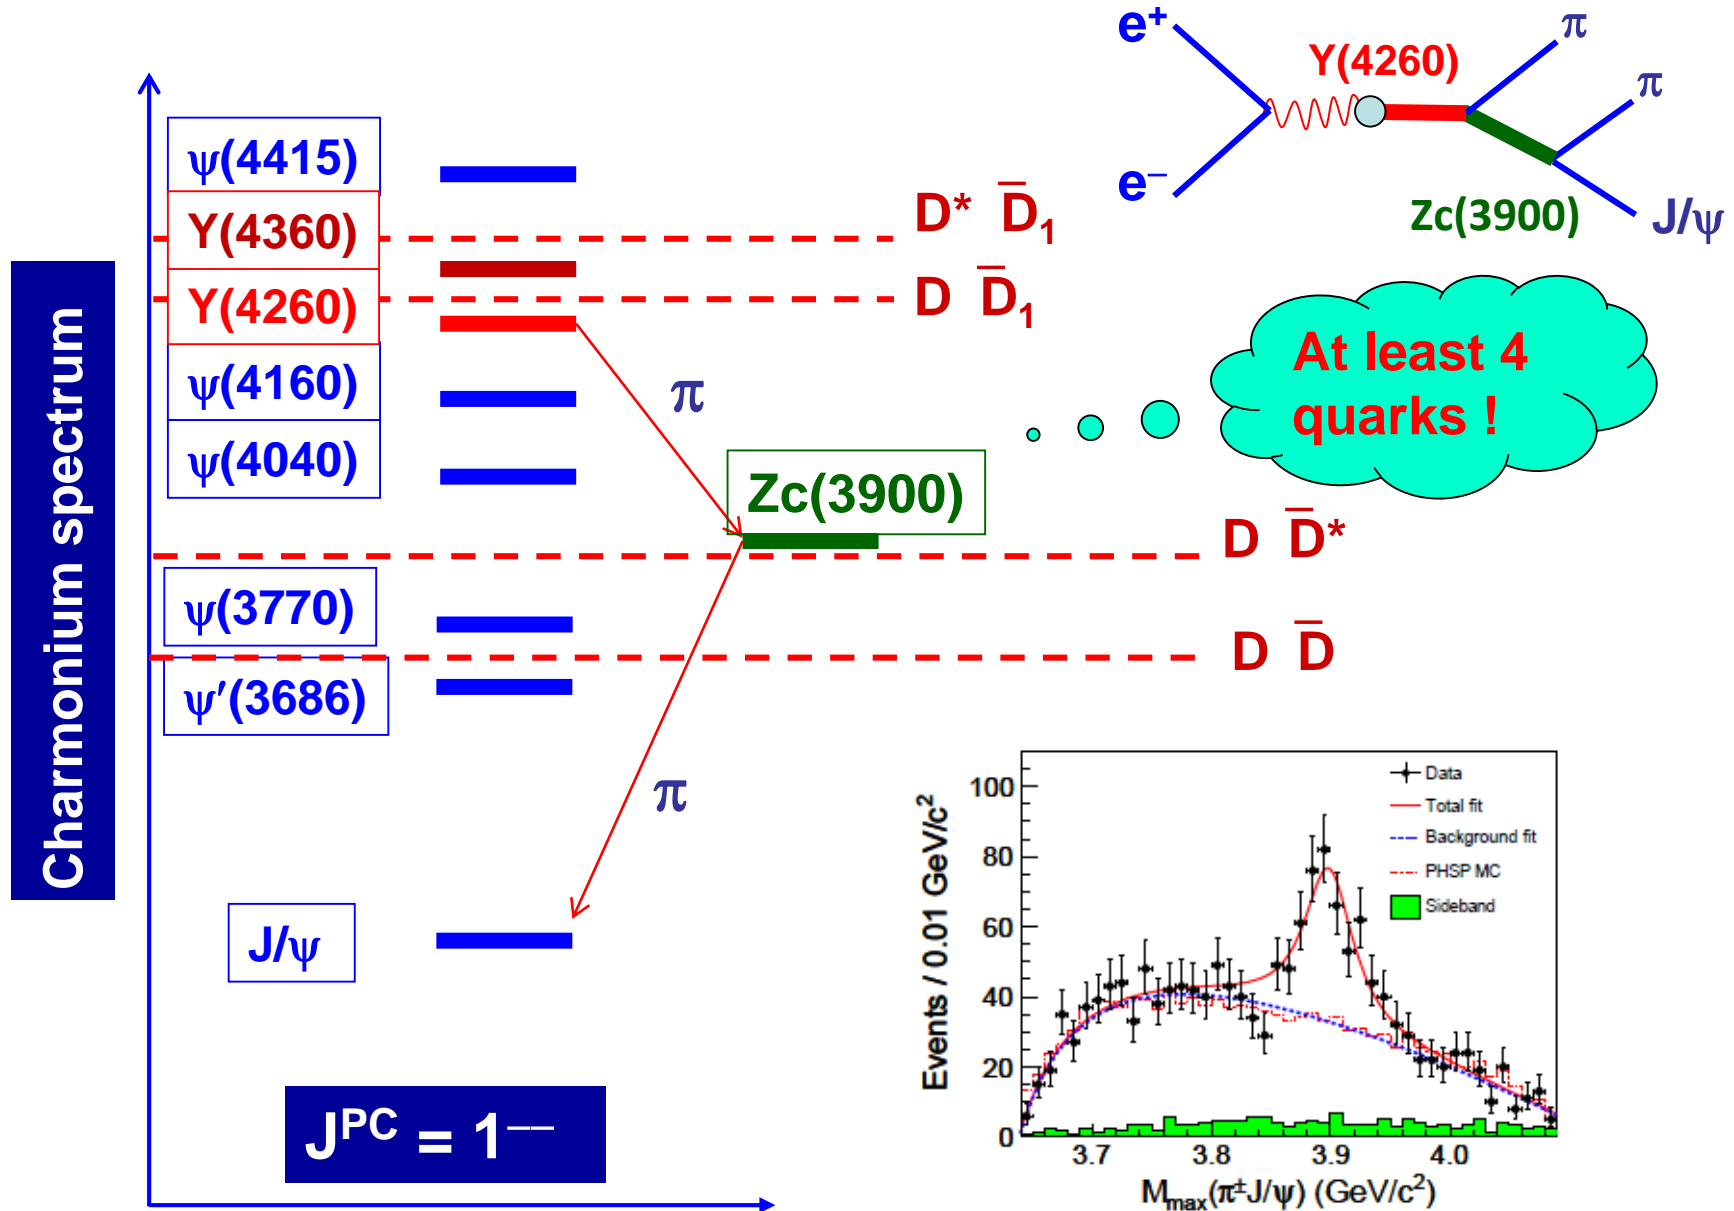 e⁺
e⁻
Y(4260)
π
π
Zc(3900)
J/ψ
Charmonium spectrum
ψ(4415)
Y(4360)
Y(4260)
ψ(4160)
ψ(4040)
ψ(3770)
ψ′(3686)
J/ψ
D* D̅₁
D D̅₁
π
Zc(3900)
At least 4
quarks !
D D̅*
D D̅
π
Jᴾᶜ = 1⁻⁻
Events / 0.01 GeV/c²
100
80
60
40
20
0
Data
Total fit
Background fit
PHSP MC
Sideband
3.7 3.8 3.9 4.0
Mmax(π±J/ψ) (GeV/c²)